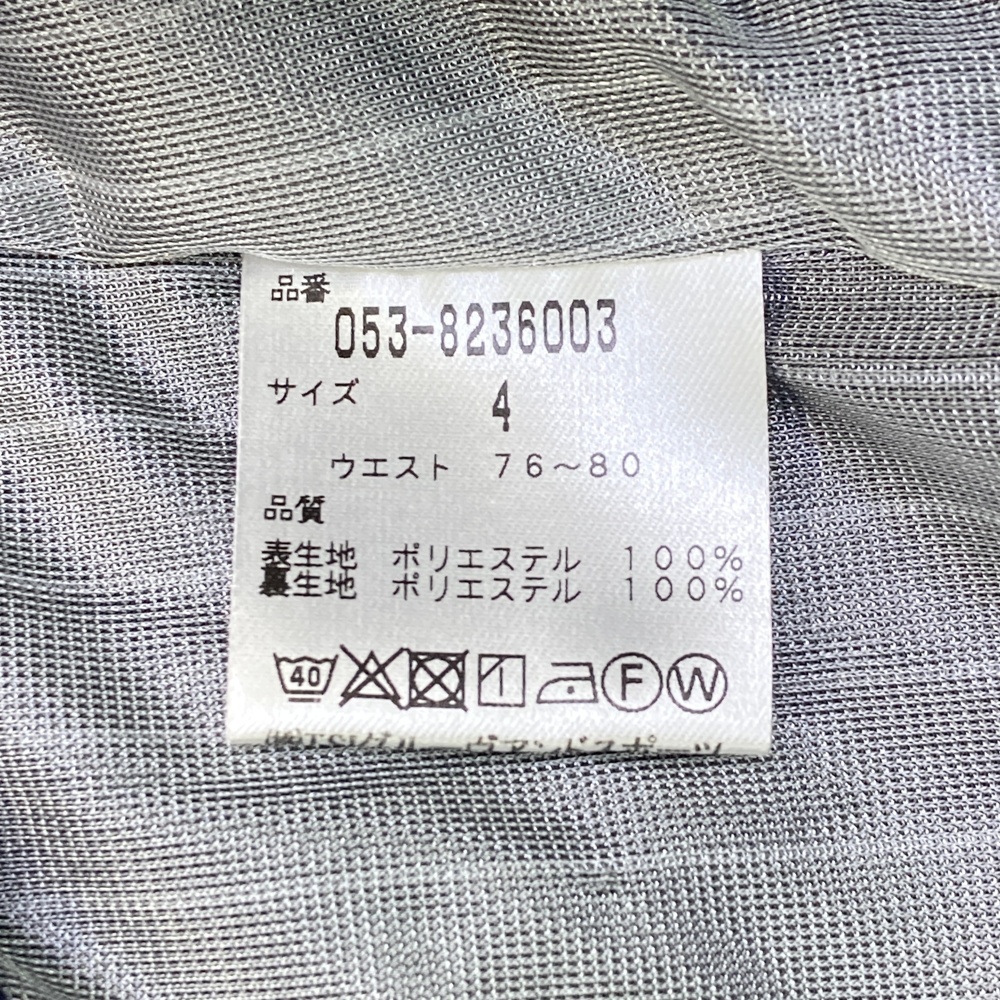 品番
053-8236003
サイズ 4
ウエスト 76～80
品質
表生地 ポリエステル 100%
裏生地 ポリエステル 100%
40 F W